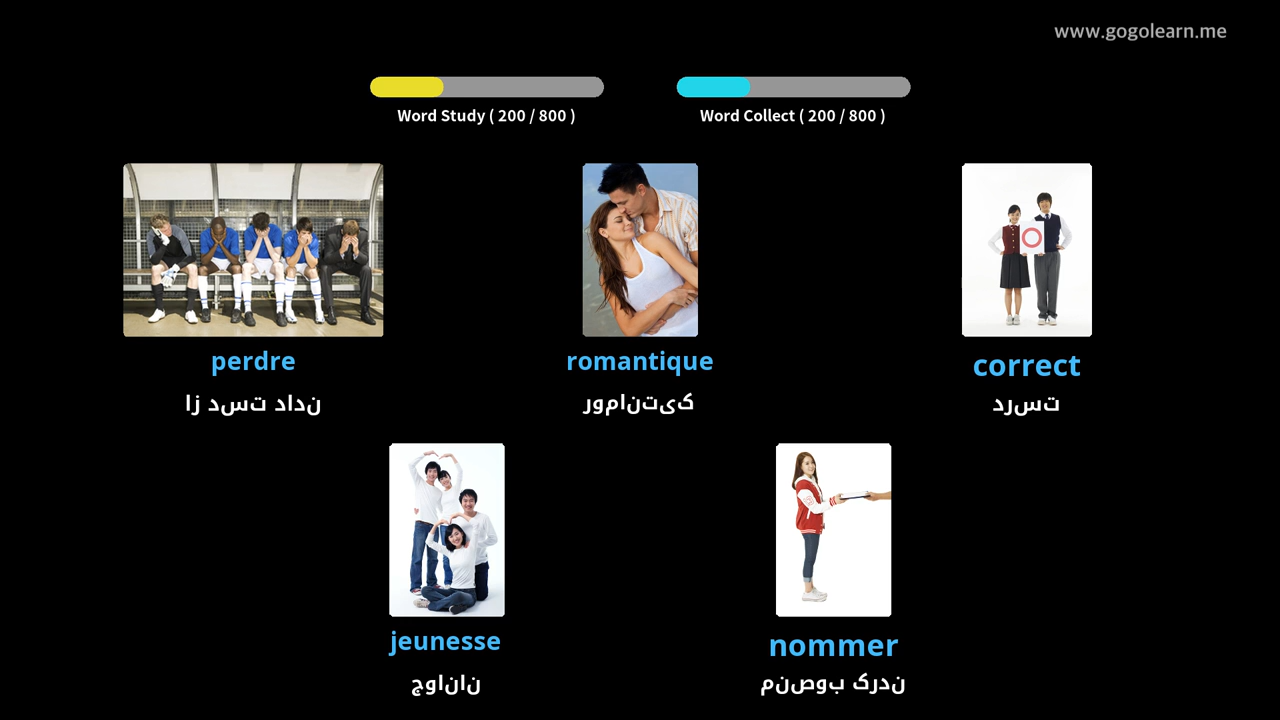 www.gogolearn.me
Word Study ( 200 / 800 )
Word Collect ( 200 / 800 )
perdre
از دست دادن
romantique
رومانتیک
correct
درست
jeunesse
جوانان
nommer
منصوب کردن